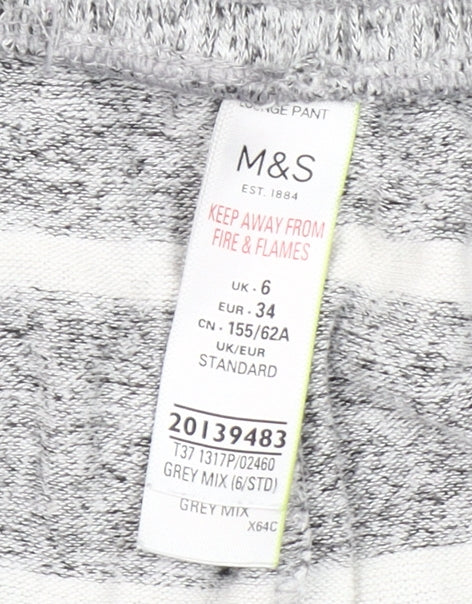 LOUNGE PANT
M&S
EST. 1884
KEEP AWAY FROM
FIRE & FLAMES
UK · 6
EUR · 34
CN · 155/62A
UK/EUR
STANDARD
20139483
T37 1317P/02460
GREY MIX (6/STD)
GREY MIX
X64C